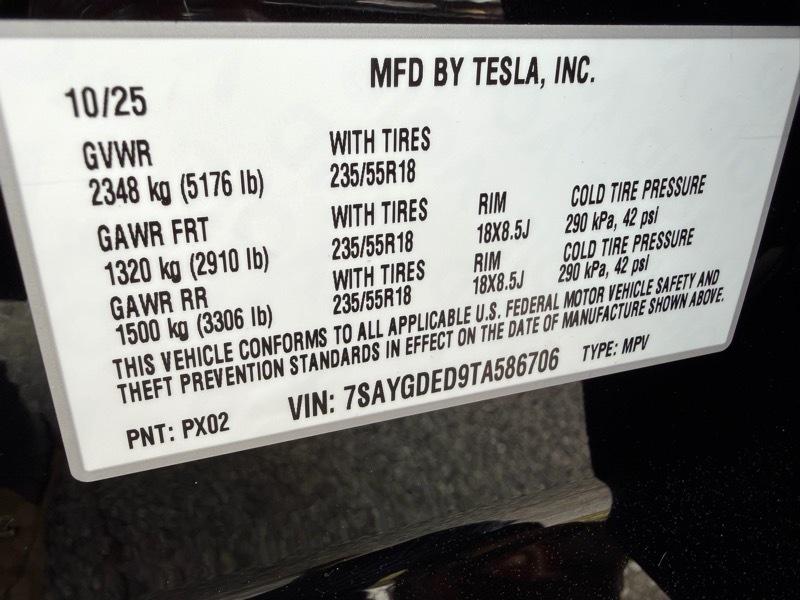 MFD BY TESLA, INC.
10/25
GVWR WITH TIRES
2348 kg (5176 lb) 235/55R18
GAWR FRT WITH TIRES RIM COLD TIRE PRESSURE
1320 kg (2910 lb) 235/55R18 18X8.5J 290 kPa, 42 psi
GAWR RR WITH TIRES RIM COLD TIRE PRESSURE
1500 kg (3306 lb) 235/55R18 18X8.5J 290 kPa, 42 psi
THIS VEHICLE CONFORMS TO ALL APPLICABLE U.S. FEDERAL MOTOR VEHICLE SAFETY AND
THEFT PREVENTION STANDARDS IN EFFECT ON THE DATE OF MANUFACTURE SHOWN ABOVE.
PNT: PX02 VIN: 7SAYGDED9TA586706 TYPE: MPV